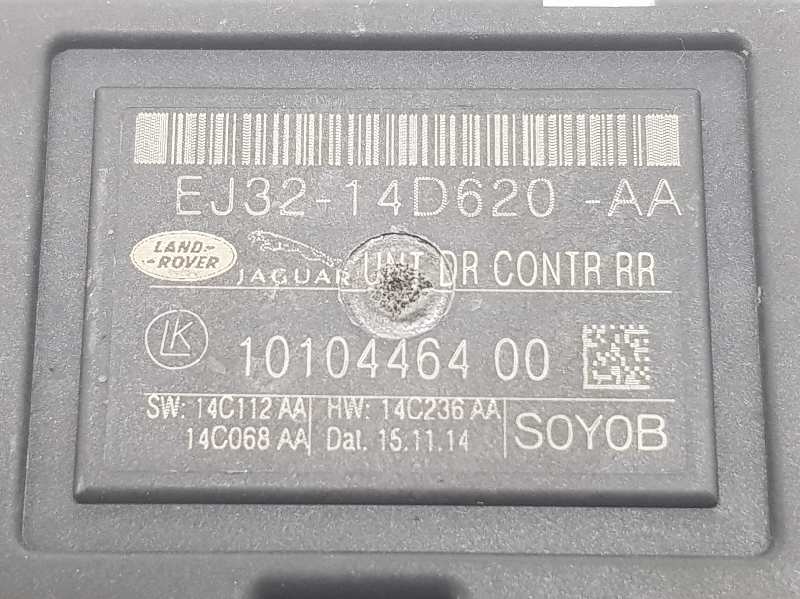 EJ32-14D620-AA
LAND-
ROVER
JAGUAR UNT DR CONTR RR
LK 10104464 00
SW: 14C112 AA HW: 14C236 AA
14C068 AA Dat. 15.11.14 SOYOB